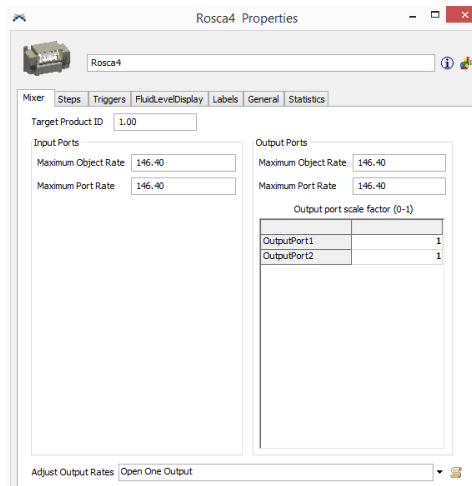 Rosca4 Properties
Rosca4
Mixer Steps Triggers FluidLevelDisplay Labels General Statistics
Target Product ID 1.00
Input Ports
Maximum Object Rate 146.40
Maximum Port Rate 146.40
Output Ports
Maximum Object Rate 146.40
Maximum Port Rate 146.40
Output port scale factor (0-1)
OutputPort1 1
OutputPort2 1
Adjust Output Rates Open One Output